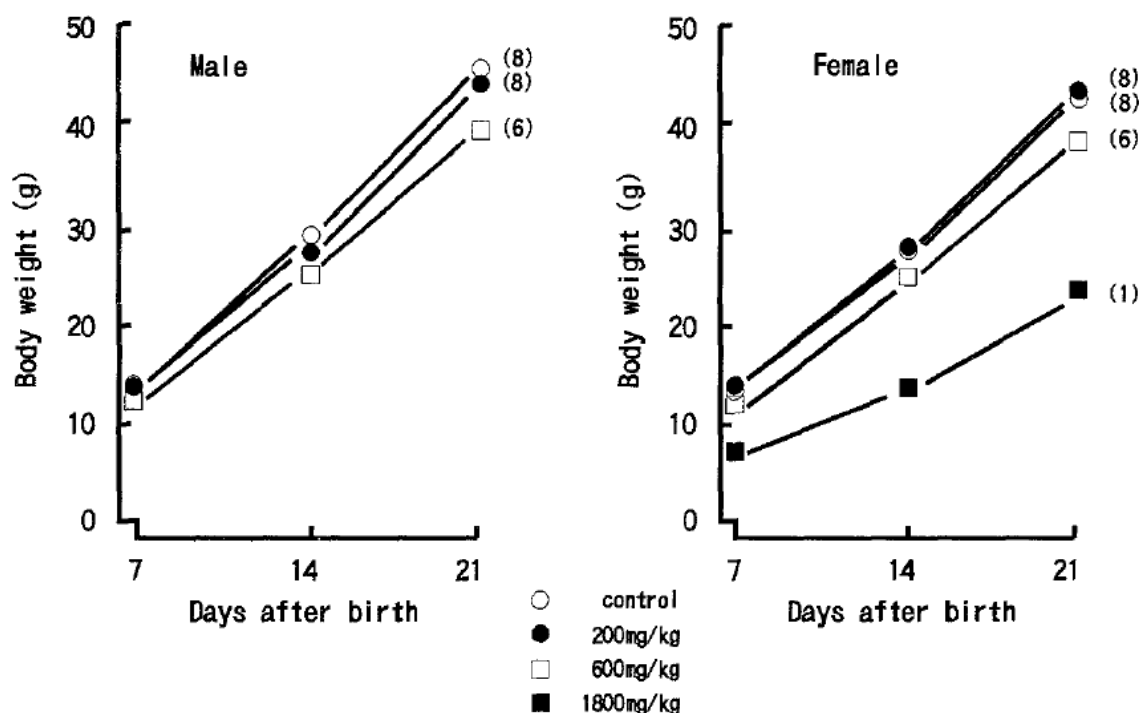 Male
Body weight (g)
50
40
30
20
10
0
(8)
(8)
(6)
7
14
21
Days after birth
Female
Body weight (g)
50
40
30
20
10
0
(8)
(8)
(6)
(1)
7
14
21
Days after birth
control
200mg/kg
600mg/kg
1800mg/kg